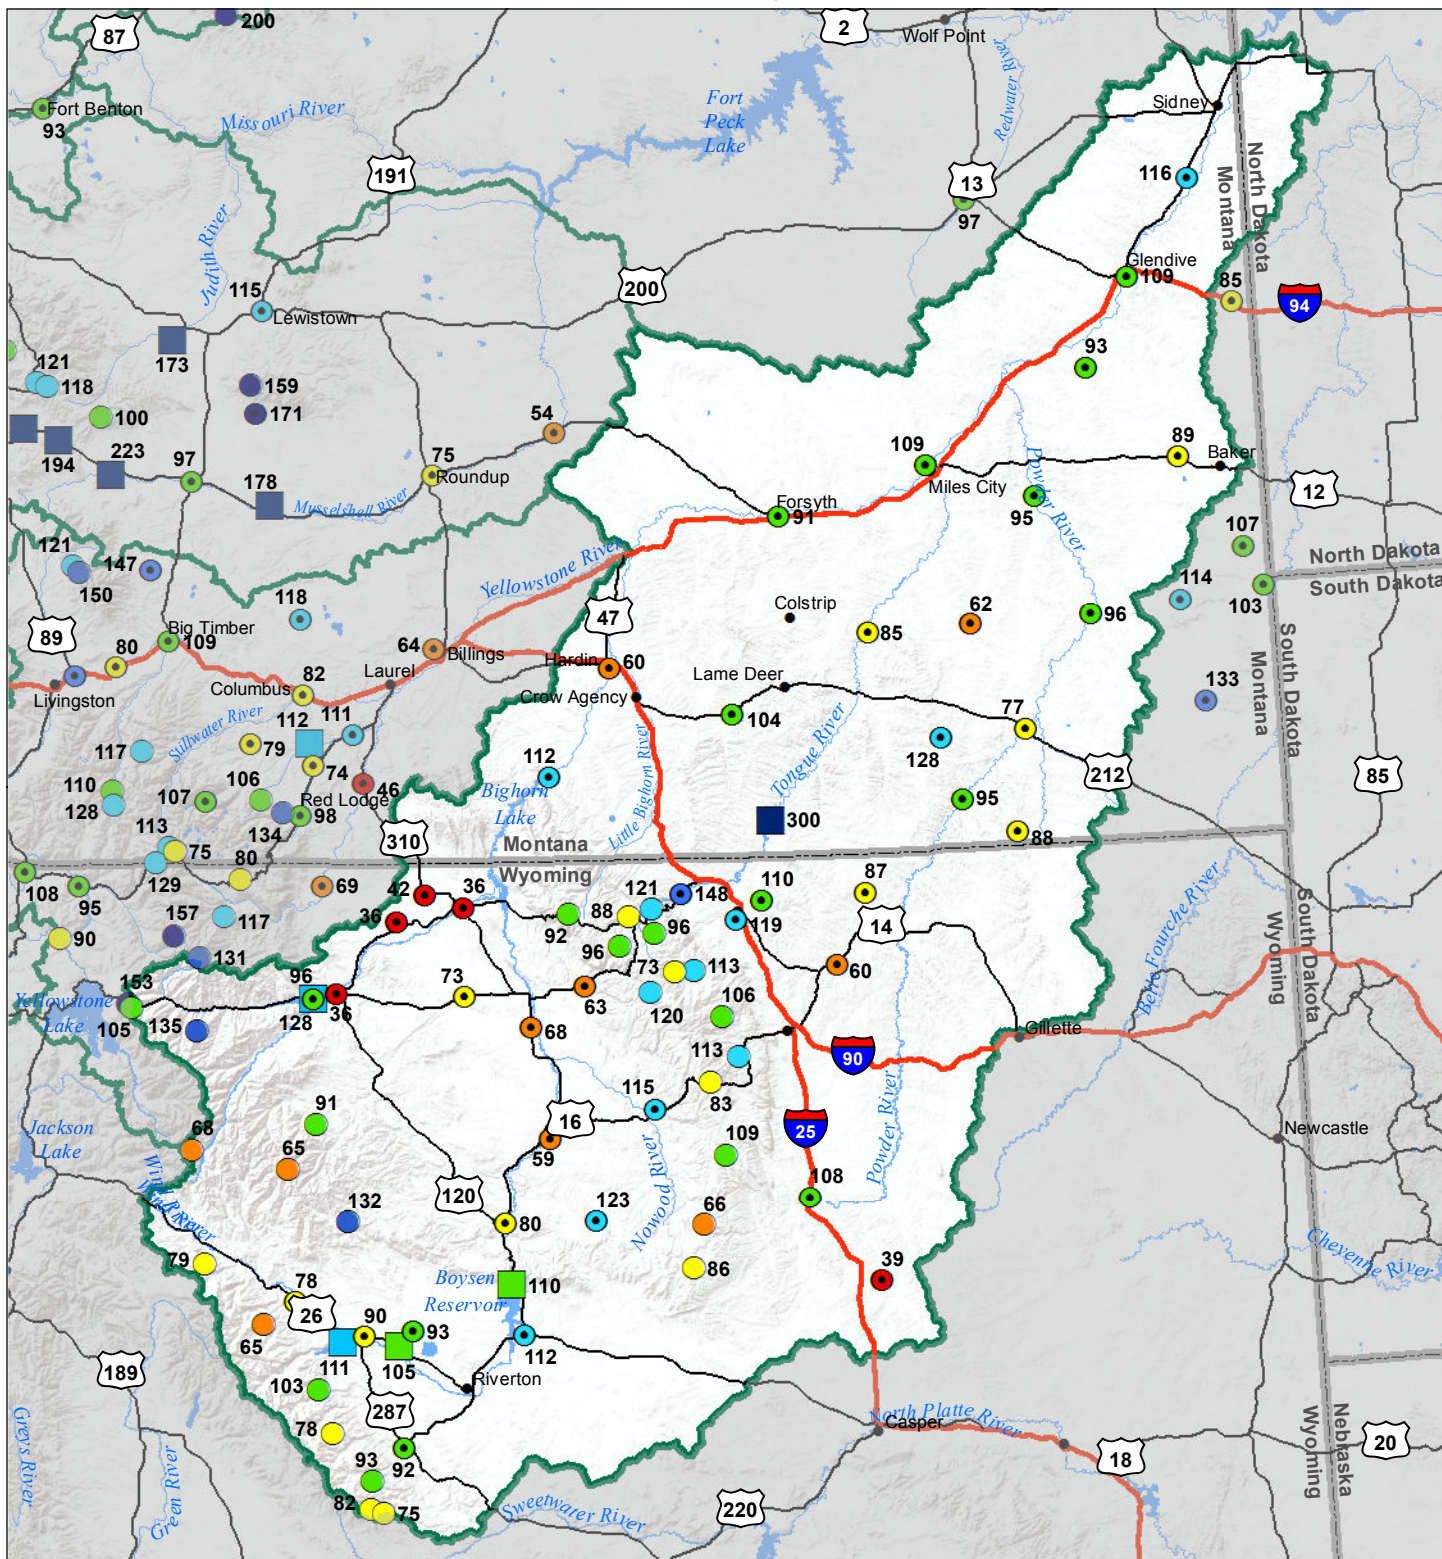 200
87
2
Wolf Point
Fort Benton
93
Missouri River
Fort
Peck
Lake
Redwater River
Sidney
191
13
97
116
North Dakota
Montana
Judith River
115
Lewistown
200
Glendive
109
85
94
173
121
118
159
171
100
93
54
194
223
97
178
75
Roundup
Musselshell River
109
Miles City
89
Baker
12
Forsyth
91
95
Powder River
107
North Dakota
South Dakota
121
150
147
118
Yellowstone River
47
Colstrip
85
62
96
114
103
89
80
Big Timber
109
64
Billings
Hardin
60
Laurel
Livingston
Columbus
82
Crow Agency
Lame Deer
104
77
133
South Dakota
Montana
Stillwater River
112
111
117
79
74
110
128
107
106
Red Lodge
46
134
98
112
Bighorn
Lake
Little Bighorn River
Tongue River
128
212
85
95
300
88
310
Montana
Wyoming
113
75
129
80
69
108
95
117
157
90
131
42
36
36
92
88
121
148
96
96
110
119
87
14
60
Belle Fourche River
South Dakota
Wyoming
153
Yellowstone
Lake
105
135
96
128
36
73
63
73
113
120
106
68
113
83
90
Gillette
115
16
59
Jackson
Lake
68
91
65
132
Wind River
Wind River
120
80
123
Nowood River
109
66
86
25
108
Powder River
Newcastle
Cheyenne River
39
79
78
26
65
90
93
111
105
Boysen
Reservoir
110
112
Riverton
103
78
287
92
93
82
75
189
Greys River
Green River
Sweetwater River
220
North Platte River
Casper
18
Nebraska
Wyoming
20